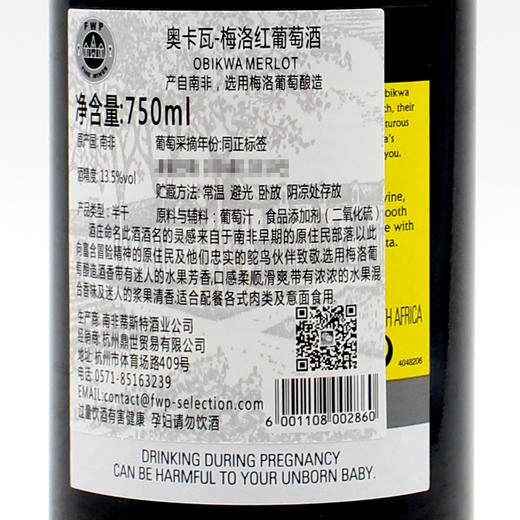 FWP
奥卡瓦-梅洛红葡萄酒
OBIKWA MERLOT
产自南非，选用梅洛葡萄酿造
净含量:750ml
原产国:南非 葡萄采摘年份:同正标签
酒精度:13.5%vol
贮藏方法:常温 避光 卧放 阴凉处存放
产品类型:半干 原料与辅料:葡萄汁，食品添加剂（二氧化硫)
酒庄命名此酒酒名的灵感来自于南非早期的原住民部落，以此
向富含冒险精神的原住民及他们忠实的鸵鸟伙伴致敬，选用梅洛葡
萄酿造，酒香带有迷人的水果芳香，口感柔顺，滑爽带有浓浓的水果混
合香味及迷人的浆果清香，适合配餐各式肉类及意面食用.
生产商:南非蒂斯特酒业公司
经销商:杭州鼎世贸易有限公司
地址:杭州市体育场路409号
电话:0571-85163239
EMAIL:contact@fwp-selection.com
过量饮酒有害健康 孕妇请勿饮酒
6 001108 002860
DRINKING DURING PREGNANCY
CAN BE HARMFUL TO YOUR UNBORN BABY.
their
you.
AFRICA
4048206